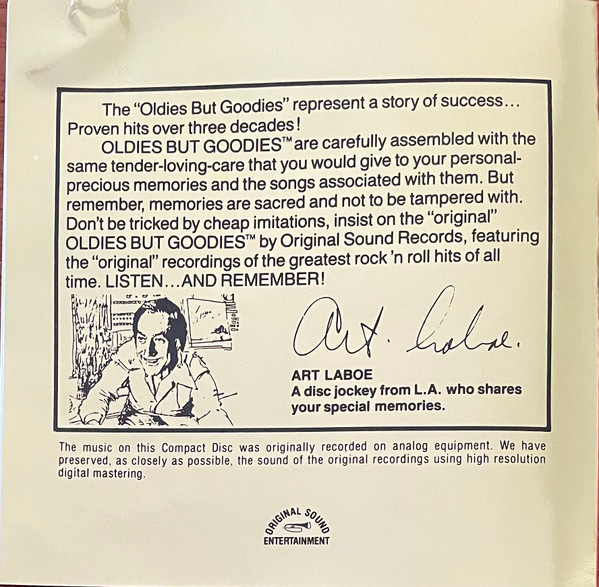 The “Oldies But Goodies” represent a story of success...
Proven hits over three decades!
OLDIES BUT GOODIES™ are carefully assembled with the
same tender-loving-care that you would give to your personal-
precious memories and the songs associated with them. But
remember, memories are sacred and not to be tampered with.
Don't be tricked by cheap imitations, insist on the “original”
OLDIES BUT GOODIES™ by Original Sound Records, featuring
the “original” recordings of the greatest rock 'n roll hits of all
time. LISTEN...AND REMEMBER!
Art. Laboe.
ART LABOE
A disc jockey from L.A. who shares
your special memories.
The music on this Compact Disc was originally recorded on analog equipment. We have
preserved, as closely as possible, the sound of the original recordings using high resolution
digital mastering.
ORIGINAL SOUND
ENTERTAINMENT